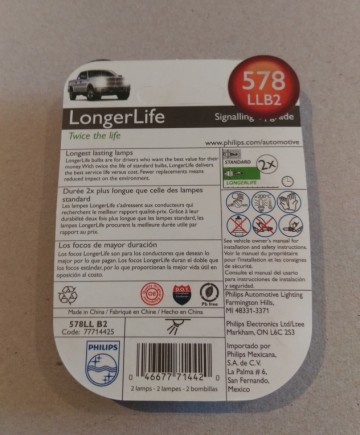 578
LLB2
LongerLife
Signalling
Twice the life
www.philips.com/automotive
Longest lasting lamps
LongerLife bulbs are for drivers who want the best value for their
money. With twice the life of standard bulbs, LongerLife delivers
the best service life versus cost. Fewer replacements means
reduced impact on the environment.
STANDARD
2x
LONGERLIFE
Durée 2x plus longue que celle des lampes
standard
Les lampes LongerLife s'adressent aux conducteurs qui
recherchent le meilleur rapport qualité-prix. Grâce à leur
durabilité deux fois plus longue que les lampes standard, les
lampes LongerLife procurent la meilleure durée utile par
rapport au prix.
Los focos de mayor duración
Los focos LongerLife son para los conductores que desean lo
mejor por lo que pagan. Los focos LongerLife duran el doble que
los focos estándar, por lo que proporcionan la mejor vida útil en
oposición al costo.
See vehicle owner's manual for
installation and safety instructions.
Voir le manuel du propriétaire
pour l'installation et les consignes
de sécurité.
Consulte el manual del usario
para instrucciones de instalación
y seguridad.
DOT
Pb free
Made in China / Fabriqué en Chine / Hecho en China
578LL B2
Code: 77714425
PHILIPS
0 46677 71442 0
2 lamps - 2 lampes - 2 bombillas
Philips Automotive Lighting
Farmington Hills,
MI 48331-3371
Philips Electronics Ltd/Ltee
Markham, ON L6C 2S3
Importado por
Philips Mexicana,
S.A. de C.V.
La Palma # 6,
San Fernando,
Mexico